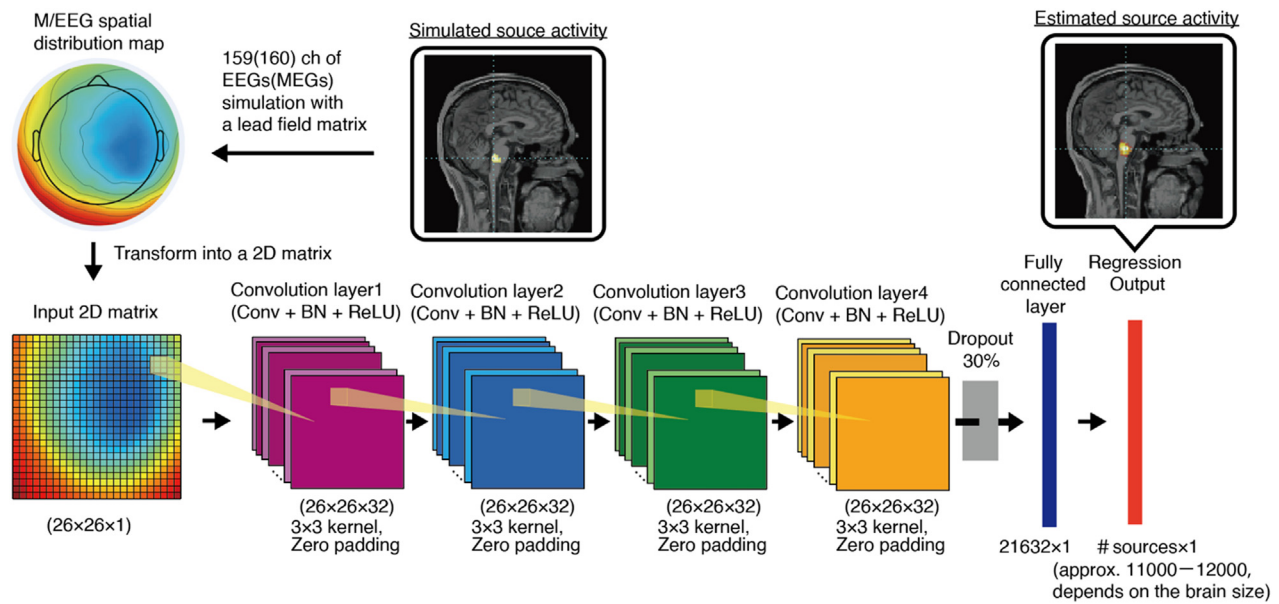 M/EEG spatial
distribution map
159(160) ch of
EEGs(MEGs)
simulation with
a lead field matrix
Simulated souce activity
Estimated source activity
Transform into a 2D matrix
Input 2D matrix
(26×26×1)
Convolution layer1
(Conv + BN + ReLU)
(26×26×32)
3×3 kernel,
Zero padding
Convolution layer2
(Conv + BN + ReLU)
(26×26×32)
3×3 kernel,
Zero padding
Convolution layer3
(Conv + BN + ReLU)
(26×26×32)
3×3 kernel,
Zero padding
Convolution layer4
(Conv + BN + ReLU)
(26×26×32)
3×3 kernel,
Zero padding
Dropout
30%
Fully
connected
layer
21632×1
Regression
Output
# sources×1
(approx. 11000—12000,
depends on the brain size)